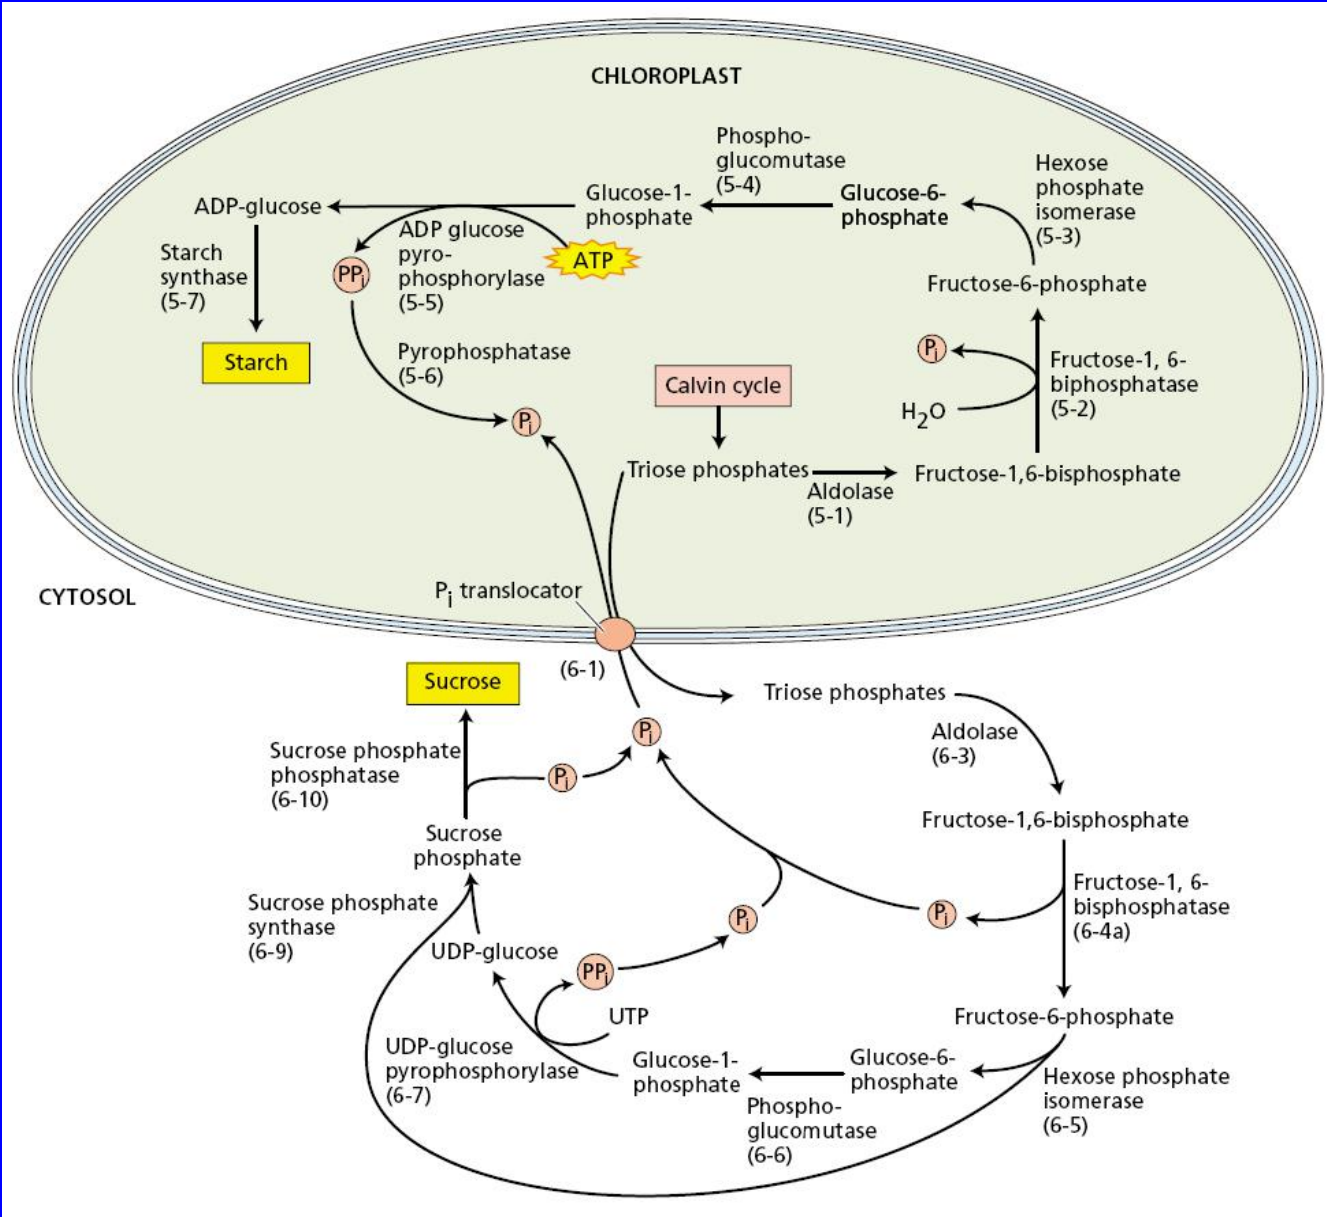 CHLOROPLAST
Phospho-
glucomutase
(5-4)
Hexose
phosphate
isomerase
(5-3)
ADP-glucose
Glucose-1-
phosphate
Glucose-6-
phosphate
Starch
synthase
(5-7)
PPi
ADP glucose
pyro-
phosphorylase
(5-5)
ATP
Fructose-6-phosphate
Starch
Pyrophosphatase
(5-6)
Pi
Fructose-1, 6-
biphosphatase
(5-2)
Calvin cycle
H2O
Pi
Triose phosphates
Aldolase
(5-1)
Fructose-1,6-bisphosphate
CYTOSOL
Pi translocator
(6-1)
Sucrose
Triose phosphates
Pi
Aldolase
(6-3)
Sucrose phosphate
phosphatase
(6-10)
Pi
Fructose-1,6-bisphosphate
Sucrose
phosphate
Fructose-1, 6-
bisphosphatase
(6-4a)
Sucrose phosphate
synthase
(6-9)
Pi
Pi
UDP-glucose
PPi
UTP
Fructose-6-phosphate
UDP-glucose
pyrophosphorylase
(6-7)
Glucose-1-
phosphate
Glucose-6-
phosphate
Hexose phosphate
isomerase
(6-5)
Phospho-
glucomutase
(6-6)